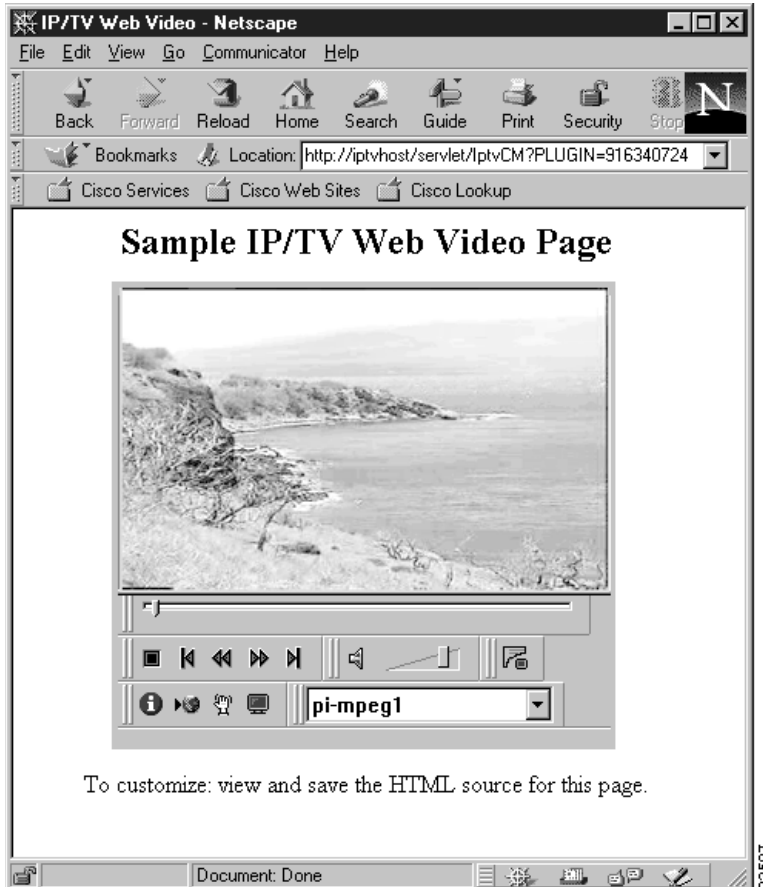 IP/TV Web Video - Netscape
File Edit View Go Communicator Help
N
Back Forward Reload Home Search Guide Print Security Stop
Bookmarks Location: http://iptvhost/servlet/IptvCM?PLUGIN=916340724
Cisco Services Cisco Web Sites Cisco Lookup
Sample IP/TV Web Video Page
pi-mpeg1
To customize: view and save the HTML source for this page.
Document: Done